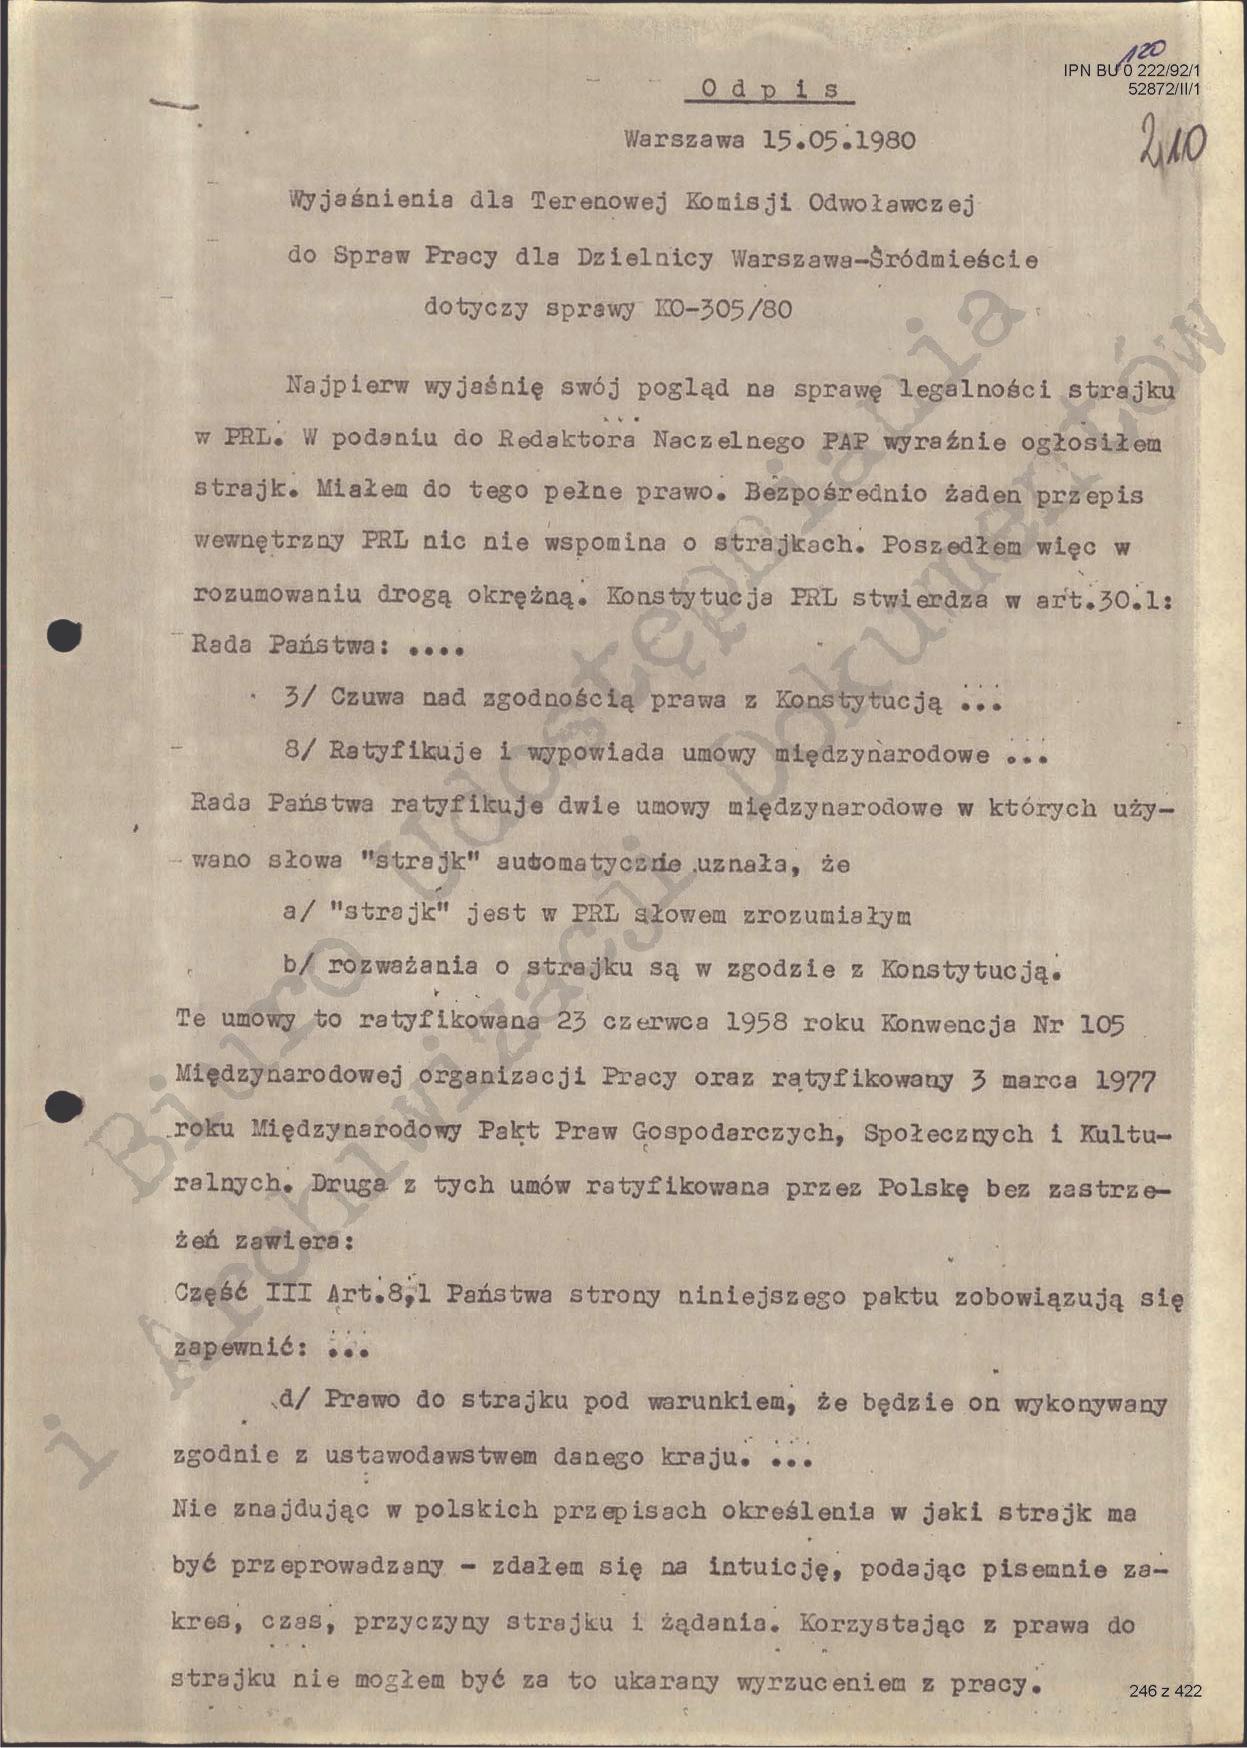 120
IPN BU 0 222/92/1
52872/II/1
210
O d p i s
Warszawa 15.05.1980
Wyjaśnienia dla Terenowej Komisji Odwoławczej
do Spraw Pracy dla Dzielnicy Warszawa-Śródmieście
dotyczy sprawy KO-305/80
Najpierw wyjaśnię swój pogląd na sprawę legalności strajku
w PRL. W podaniu do Redaktora Naczelnego PAP wyraźnie ogłosiłem
strajk. Miałem do tego pełne prawo. Bezpośrednio żaden przepis
wewnętrzny PRL nic nie wspomina o strajkach. Poszedłem więc w
rozumowaniu drogą okrężną. Konstytucja PRL stwierdza w art.30.1:
Rada Państwa: ....
3/ Czuwa nad zgodnością prawa z Konstytucją ...
8/ Ratyfikuje i wypowiada umowy międzynarodowe ...
Rada Państwa ratyfikuje dwie umowy międzynarodowe w których uży-
wano słowa "strajk" automatycznie uznała, że
a/ "strajk" jest w PRL słowem zrozumiałym
b/ rozważania o strajku są w zgodzie z Konstytucją.
Te umowy to ratyfikowana 23 czerwca 1958 roku Konwencja Nr 105
Międzynarodowej organizacji Pracy oraz ratyfikowany 3 marca 1977
roku Międzynarodowy Pakt Praw Gospodarczych, Społecznych i Kultu-
ralnych. Druga z tych umów ratyfikowana przez Polskę bez zastrze-
żeń zawiera:
Część III Art.8,1 Państwa strony niniejszego paktu zobowiązują się
zapewnić: ...
d/ Prawo do strajku pod warunkiem, że będzie on wykonywany
zgodnie z ustawodawstwem danego kraju. ...
Nie znajdując w polskich przepisach określenia w jaki strajk ma
być przeprowadzany - zdałem się na intuicję, podając pisemnie za-
kres, czas, przyczyny strajku i żądania. Korzystając z prawa do
strajku nie mogłem być za to ukarany wyrzuceniem z pracy.
246 z 422
Biuro Udostępniania
i Archiwizacji Dokumentów